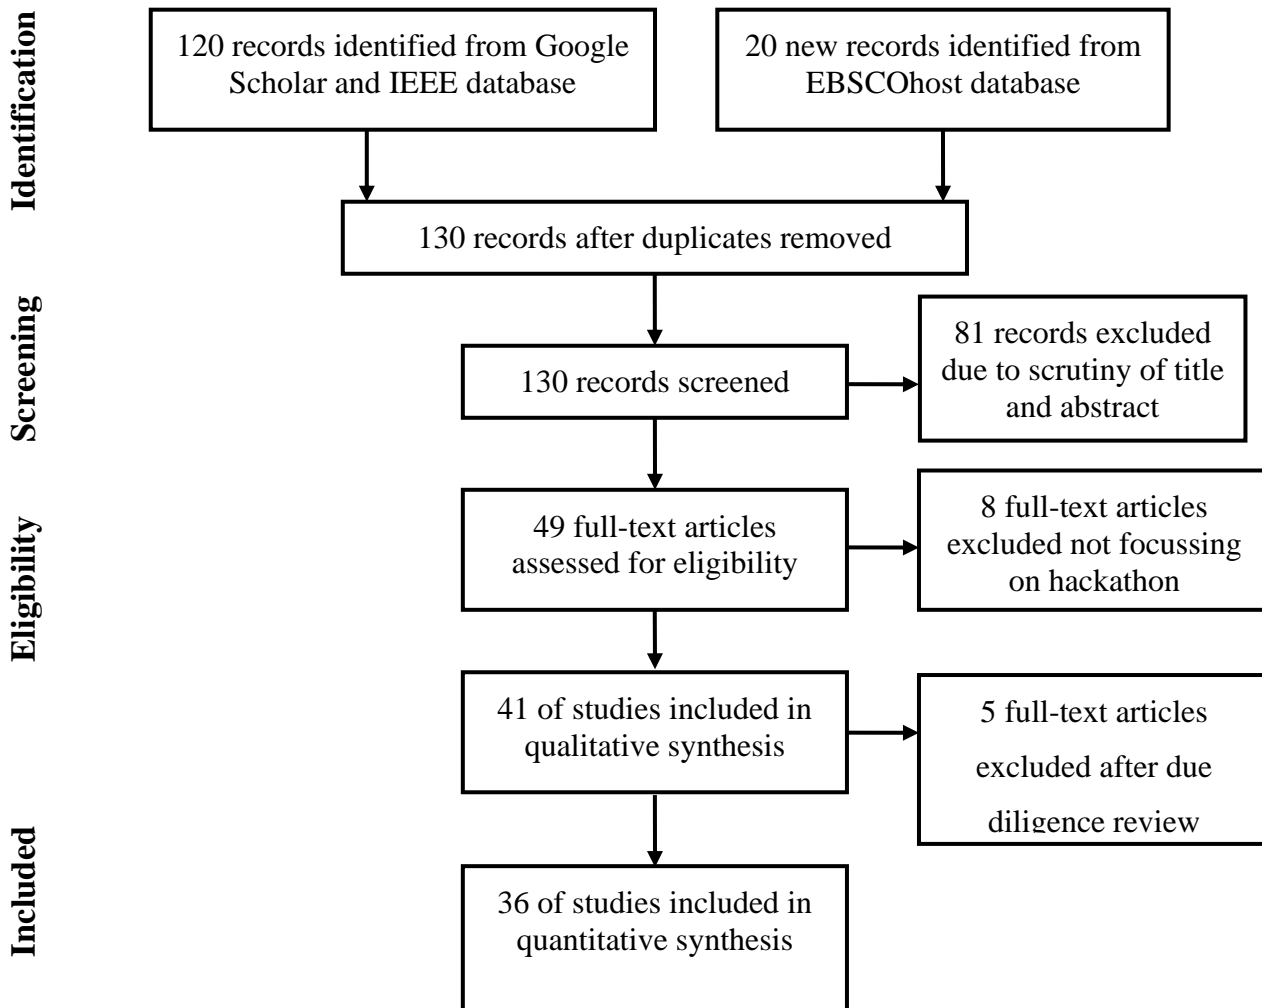 Identification
120 records identified from Google
Scholar and IEEE database
20 new records identified from
EBSCOhost database
130 records after duplicates removed
Screening
130 records screened
81 records excluded
due to scrutiny of title
and abstract
Eligibility
49 full-text articles
assessed for eligibility
8 full-text articles
excluded not focussing
on hackathon
41 of studies included in
qualitative synthesis
5 full-text articles
excluded after due
diligence review
Included
36 of studies included in
quantitative synthesis